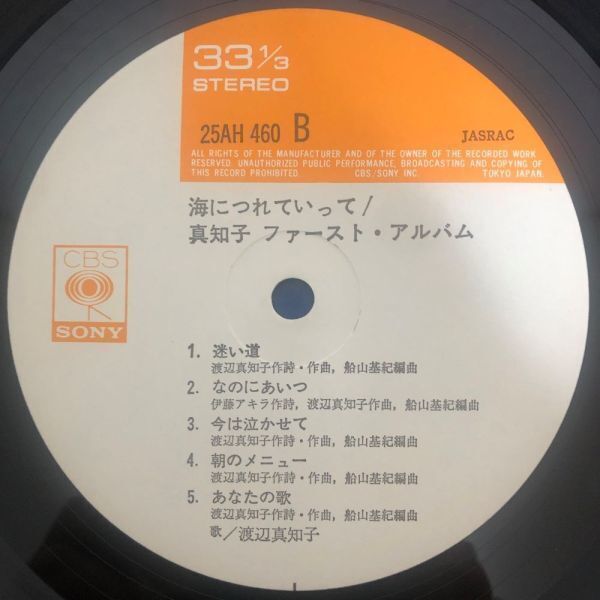 33 1/3
STEREO
25AH 460 B
JASRAC
ALL RIGHTS OF THE MANUFACTURER AND OF THE OWNER OF THE RECORDED WORK
RESERVED. UNAUTHORIZED PUBLIC PERFORMANCE, BROADCASTING AND COPYING OF
THIS RECORD PROHIBITED. CBS/SONY INC. TOKYO JAPAN.
海につれていって/
真知子 ファースト・アルバム
CBS
SONY
1. 迷い道
渡辺真知子作詩・作曲, 船山基紀編曲
2. なのにあいつ
伊藤アキラ作詩, 渡辺真知子作曲, 船山基紀編曲
3. 今は泣かせて
渡辺真知子作詩・作曲, 船山基紀編曲
4. 朝のメニュー
渡辺真知子作詩・作曲, 船山基紀編曲
5. あなたの歌
渡辺真知子作詩・作曲, 船山基紀編曲
歌/渡辺真知子